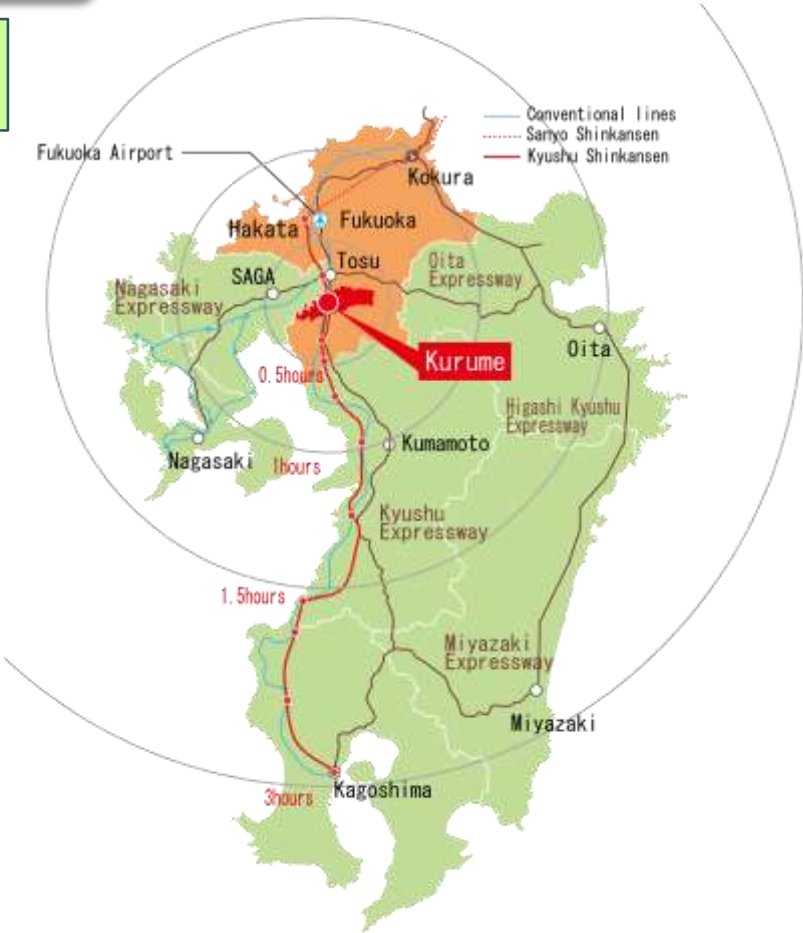 Conventional lines
Sanyo Shinkansen
Kyushu Shinkansen
Fukuoka Airport
Kokura
Hakata
Fukuoka
Tosu
SAGA
Oita
Expressway
Nagasaki
Expressway
Oita
Kurume
0.5hours
Higashi Kyushu
Expressway
Kumamoto
Nagasaki
1hours
Kyushu
Expressway
1.5hours
Miyazaki
Expressway
Miyazaki
3hours
Kagoshima